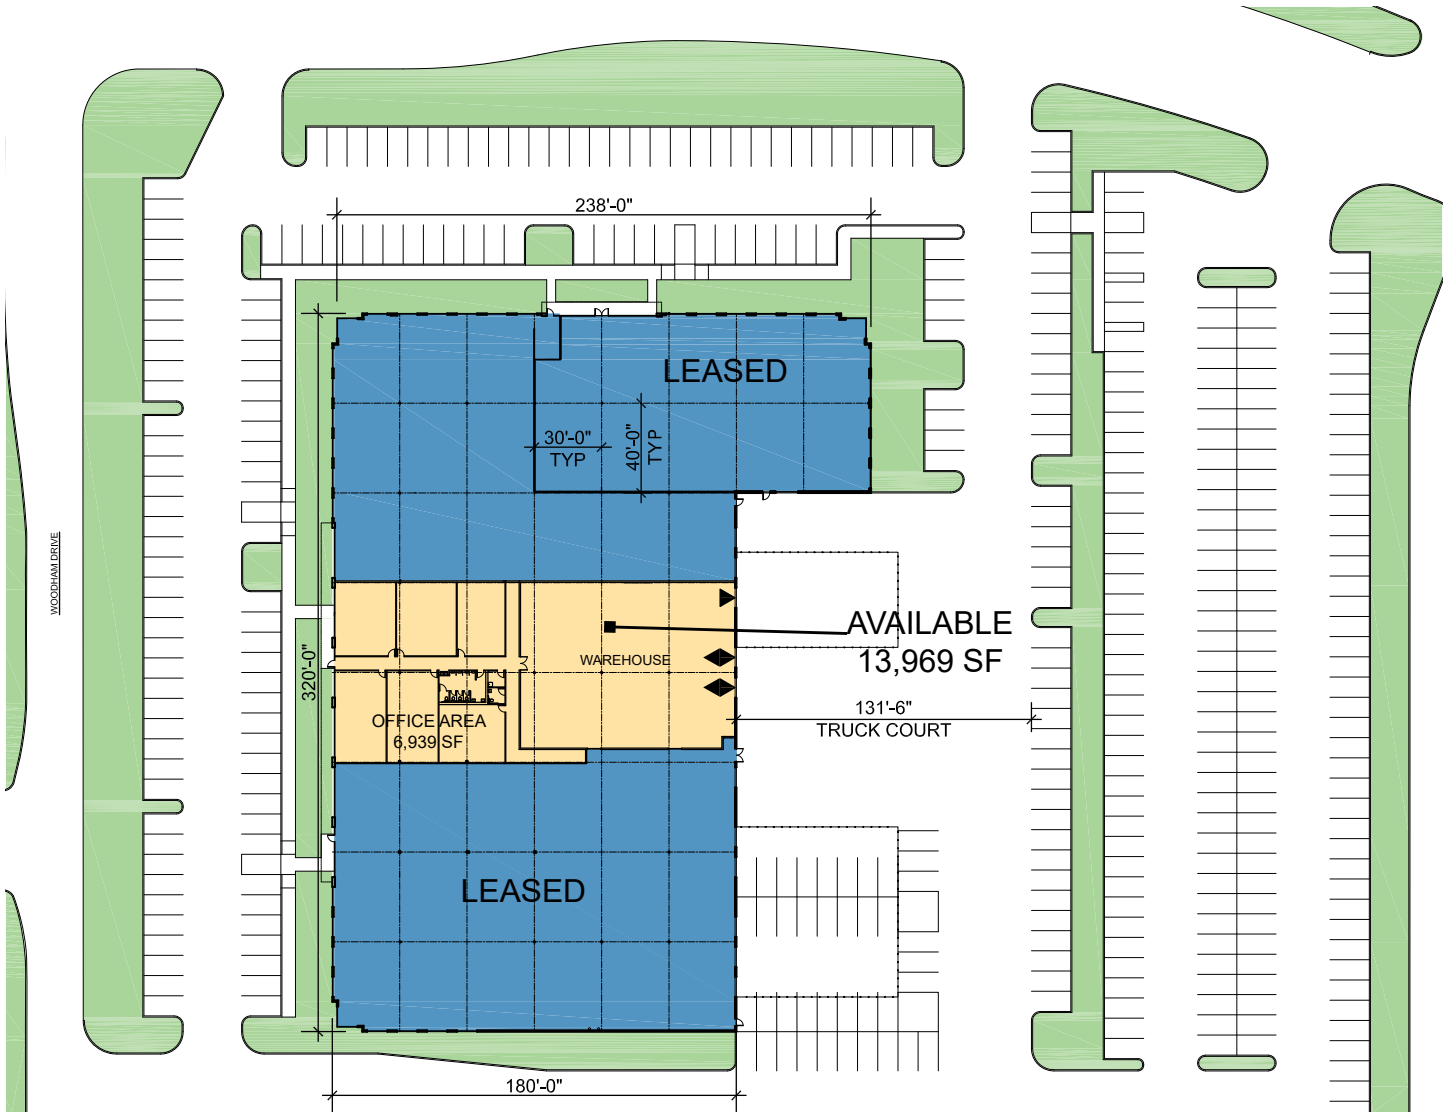 238'-0"
LEASED
30'-0"
TYP
40'-0"
TYP
WOODHAM DRIVE
320'-0"
WAREHOUSE
AVAILABLE
13,969 SF
OFFICE AREA
6,939 SF
131'-6"
TRUCK COURT
LEASED
180'-0"